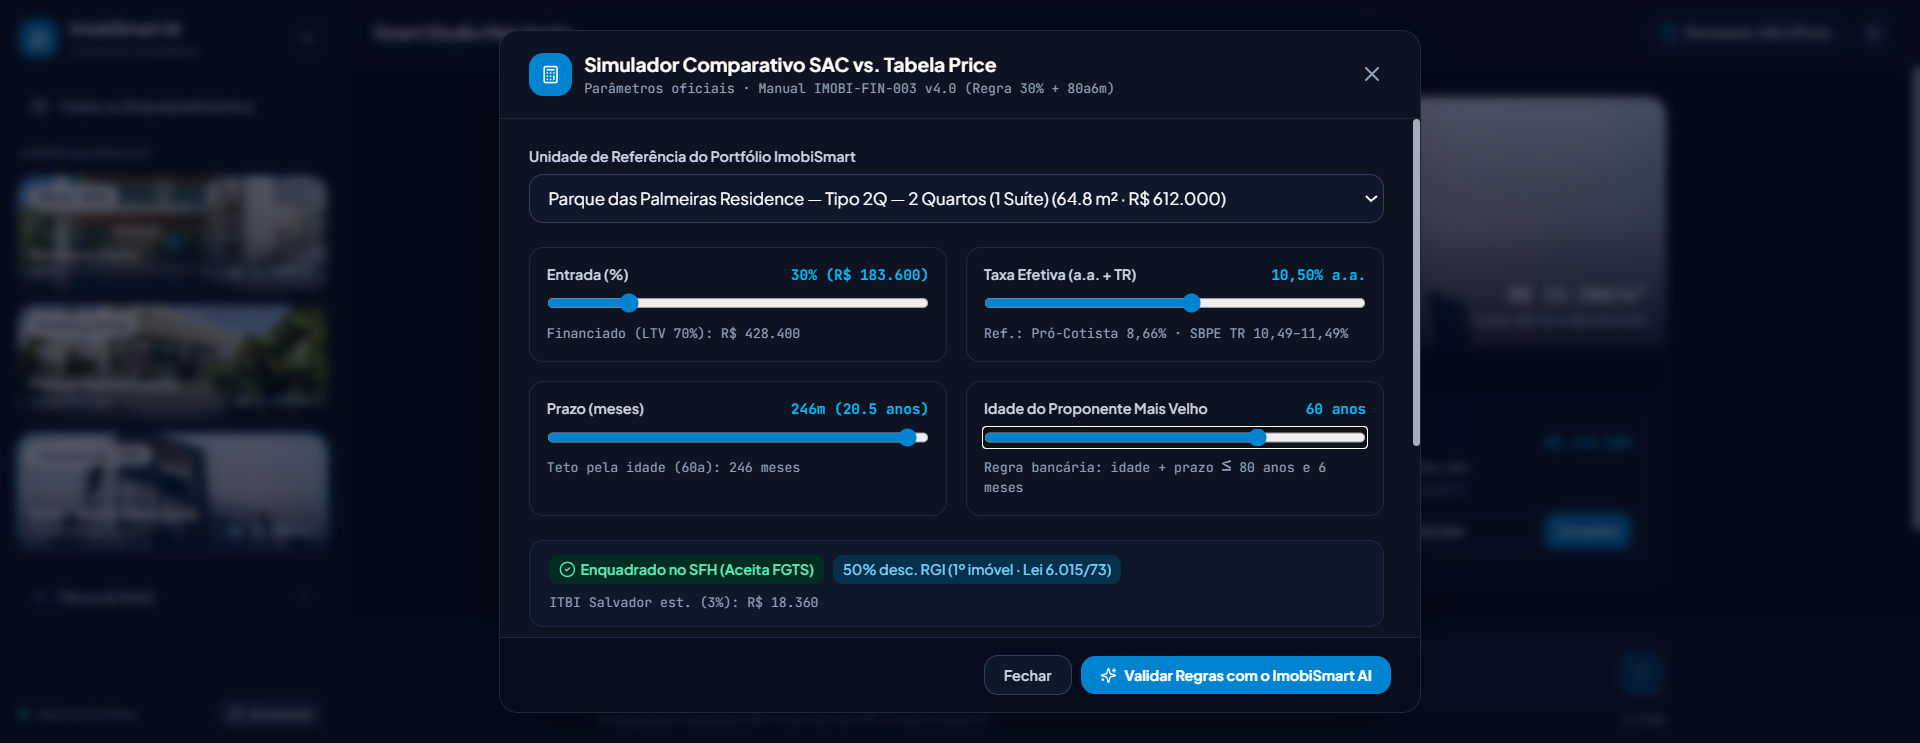 Simulador Comparativo SAC vs. Tabela Price
Parâmetros oficiais · Manual IMOBI-FIN-003 v4.0 (Regra 30% + 80a6m)
Unidade de Referência do Portfólio ImobiSmart
Parque das Palmeiras Residence — Tipo 2Q — 2 Quartos (1 Suíte) (64.8 m² · R$ 612.000)
Entrada (%) 30% (R$ 183.600)
Financiado (LTV 70%): R$ 428.400
Taxa Efetiva (a.a. + TR) 10,50% a.a.
Ref.: Pró-Cotista 8,66% · SBPE TR 10,49–11,49%
Prazo (meses) 246m (20.5 anos)
Teto pela idade (60a): 246 meses
Idade do Proponente Mais Velho 60 anos
Regra bancária: idade + prazo ≤ 80 anos e 6
meses
Enquadrado no SFH (Aceita FGTS) 50% desc. RGI (1º imóvel · Lei 6.015/73)
ITBI Salvador est. (3%): R$ 18.360
Fechar Validar Regras com o ImobiSmart AI